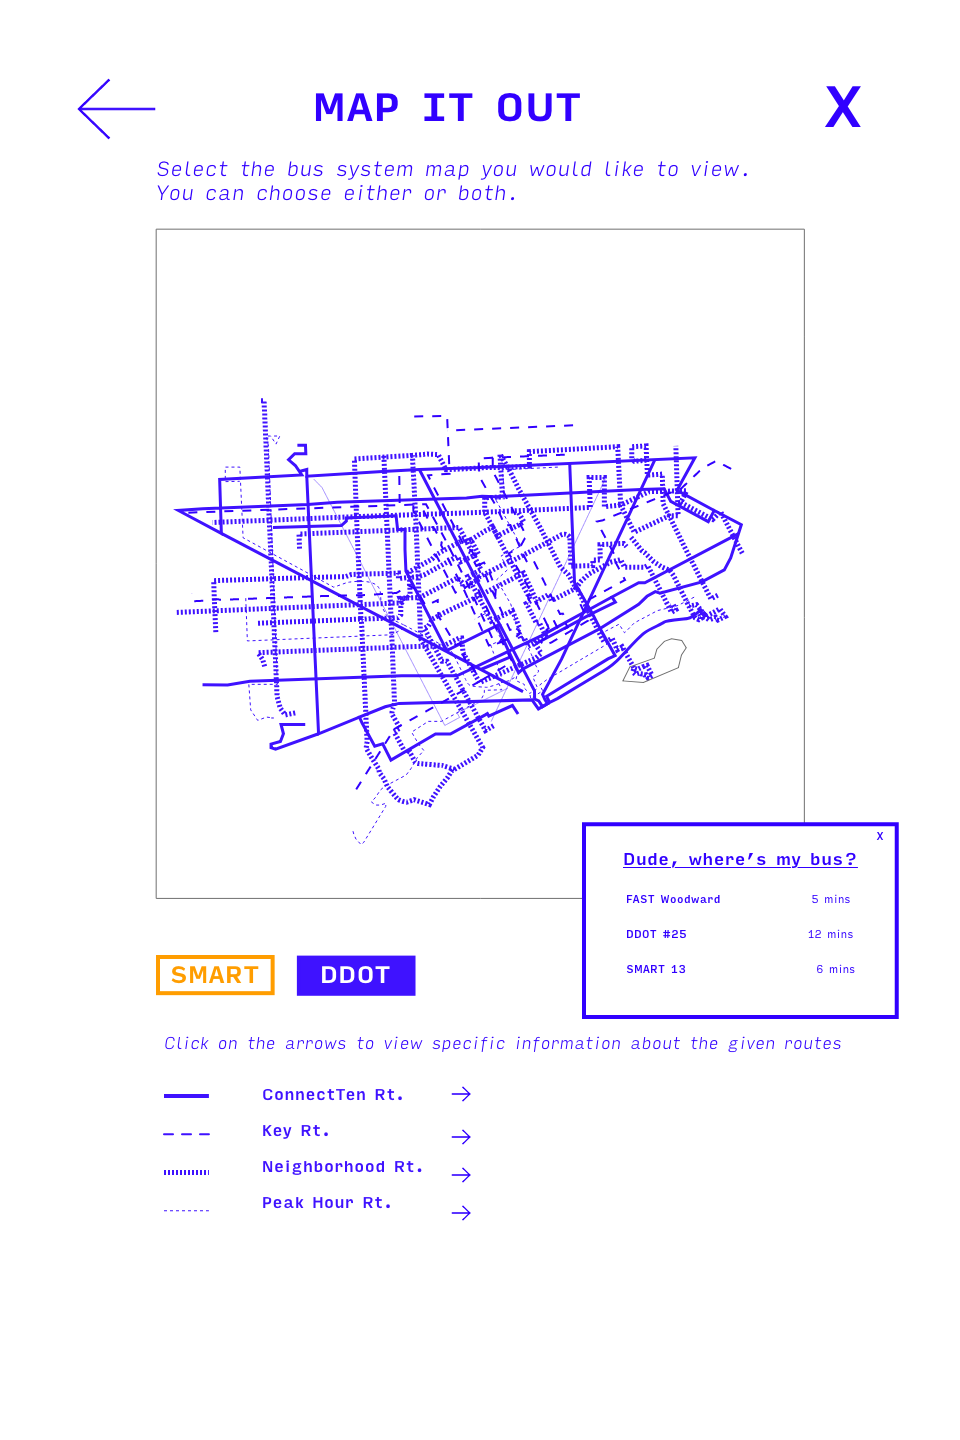 MAP IT OUT
X
Select the bus system map you would like to view.
You can choose either or both.
X
Dude, where’s my bus?
FAST Woodward 5 mins
DDOT #25 12 mins
SMART 13 6 mins
SMART
DDOT
Click on the arrows to view specific information about the given routes
ConnectTen Rt.
Key Rt.
Neighborhood Rt.
Peak Hour Rt.